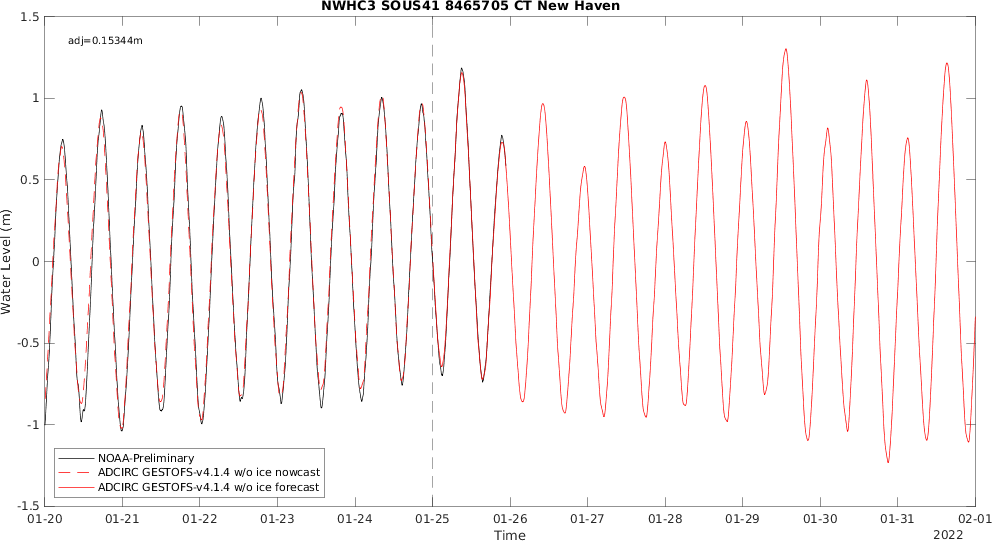 NWHC3 SOUS41 8465705 CT New Haven
1.5
adj=0.15344m
1
0.5
0
-0.5
-1
-1.5
Water Level (m)
NOAA-Preliminary
ADCIRC GESTOFS-v4.1.4 w/o ice nowcast
ADCIRC GESTOFS-v4.1.4 w/o ice forecast
01-20 01-21 01-22 01-23 01-24 01-25 01-26 01-27 01-28 01-29 01-30 01-31 02-01
Time
2022